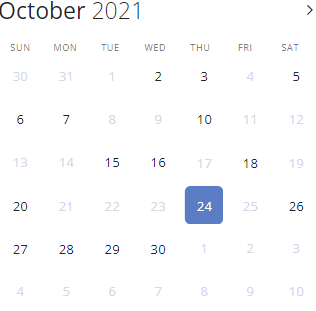 October 2021
SUN MON TUE WED THU FRI SAT
30 31 1 2 3 4 5
6 7 8 9 10 11 12
13 14 15 16 17 18 19
20 21 22 23 24 25 26
27 28 29 30 1 2 3
4 5 6 7 8 9 10